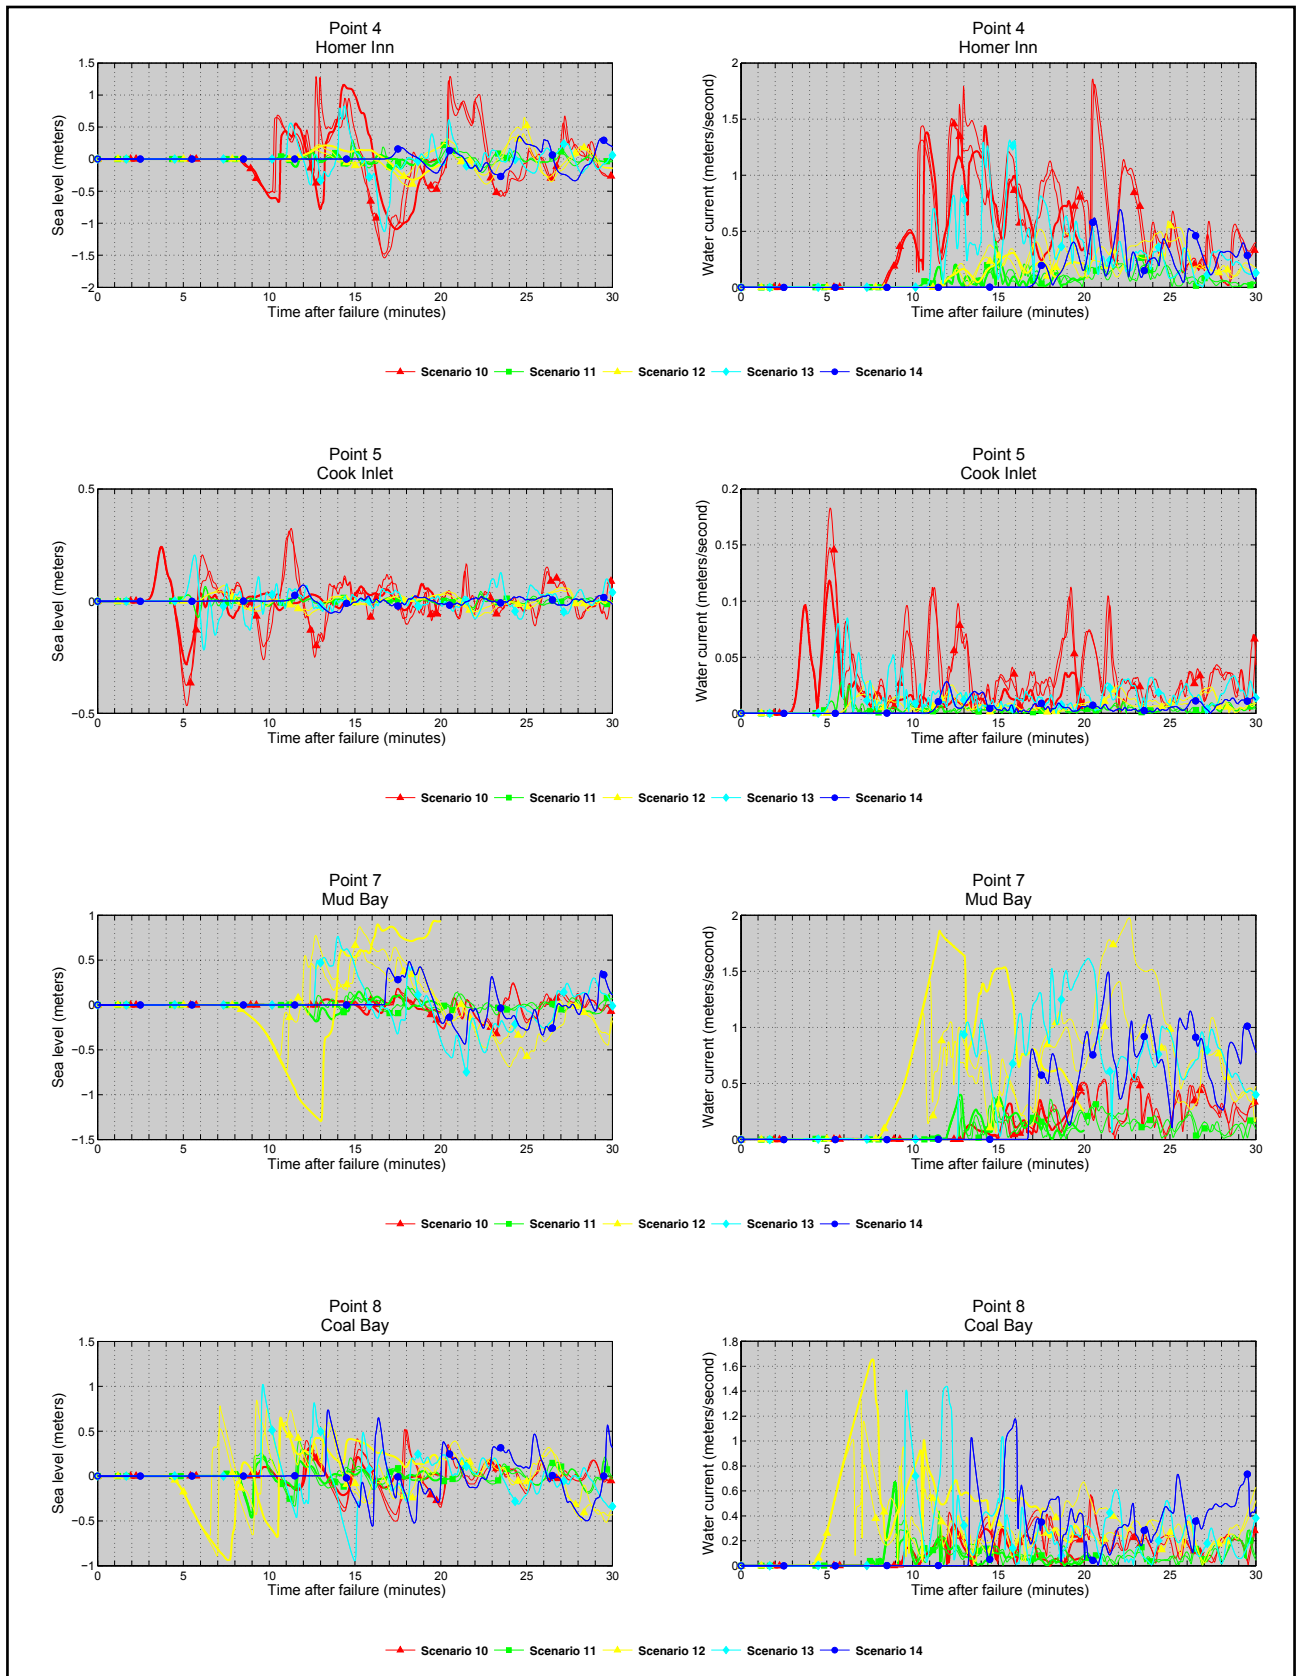 Point 4
Homer Inn
Sea level (meters)
1.5
1
0.5
0
−0.5
−1
−1.5
−2
0 5 10 15 20 25 30
Time after failure (minutes)
Point 4
Homer Inn
Water current (meters/second)
2
1.5
1
0.5
0
0 5 10 15 20 25 30
Time after failure (minutes)
Scenario 10 Scenario 11 Scenario 12 Scenario 13 Scenario 14
Point 5
Cook Inlet
Sea level (meters)
0.5
0
−0.5
0 5 10 15 20 25 30
Time after failure (minutes)
Point 5
Cook Inlet
Water current (meters/second)
0.2
0.15
0.1
0.05
0
0 5 10 15 20 25 30
Time after failure (minutes)
Scenario 10 Scenario 11 Scenario 12 Scenario 13 Scenario 14
Point 7
Mud Bay
Sea level (meters)
1
0.5
0
−0.5
−1
−1.5
0 5 10 15 20 25 30
Time after failure (minutes)
Point 7
Mud Bay
Water current (meters/second)
2
1.5
1
0.5
0
0 5 10 15 20 25 30
Time after failure (minutes)
Scenario 10 Scenario 11 Scenario 12 Scenario 13 Scenario 14
Point 8
Coal Bay
Sea level (meters)
1.5
1
0.5
0
−0.5
−1
0 5 10 15 20 25 30
Time after failure (minutes)
Point 8
Coal Bay
Water current (meters/second)
1.8
1.6
1.4
1.2
1
0.8
0.6
0.4
0.2
0
0 5 10 15 20 25 30
Time after failure (minutes)
Scenario 10 Scenario 11 Scenario 12 Scenario 13 Scenario 14